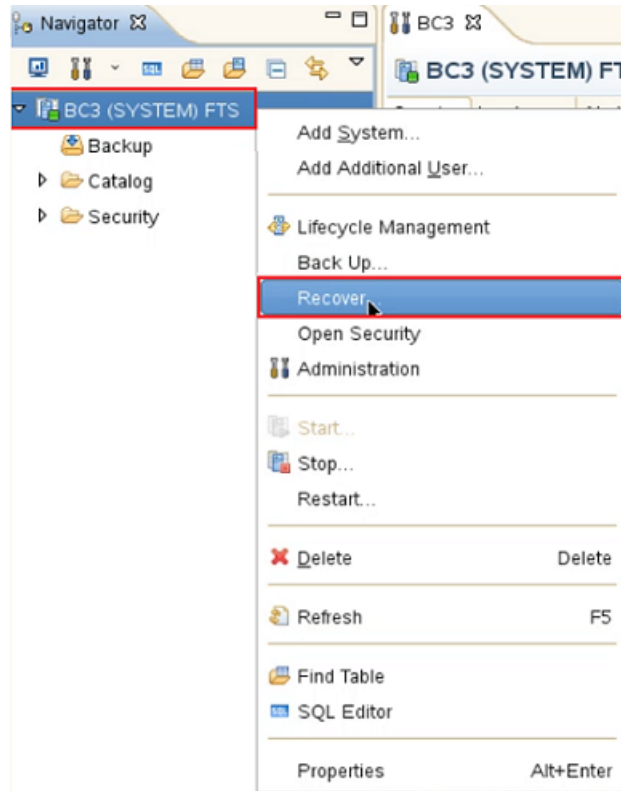 Navigator
BC3
BC3 (SYSTEM) FT
BC3 (SYSTEM) FTS
Backup
Catalog
Security
Add System...
Add Additional User...
Lifecycle Management
Back Up...
Recover...
Open Security
Administration
Start...
Stop...
Restart...
Delete Delete
Refresh F5
Find Table
SQL Editor
Properties Alt+Enter